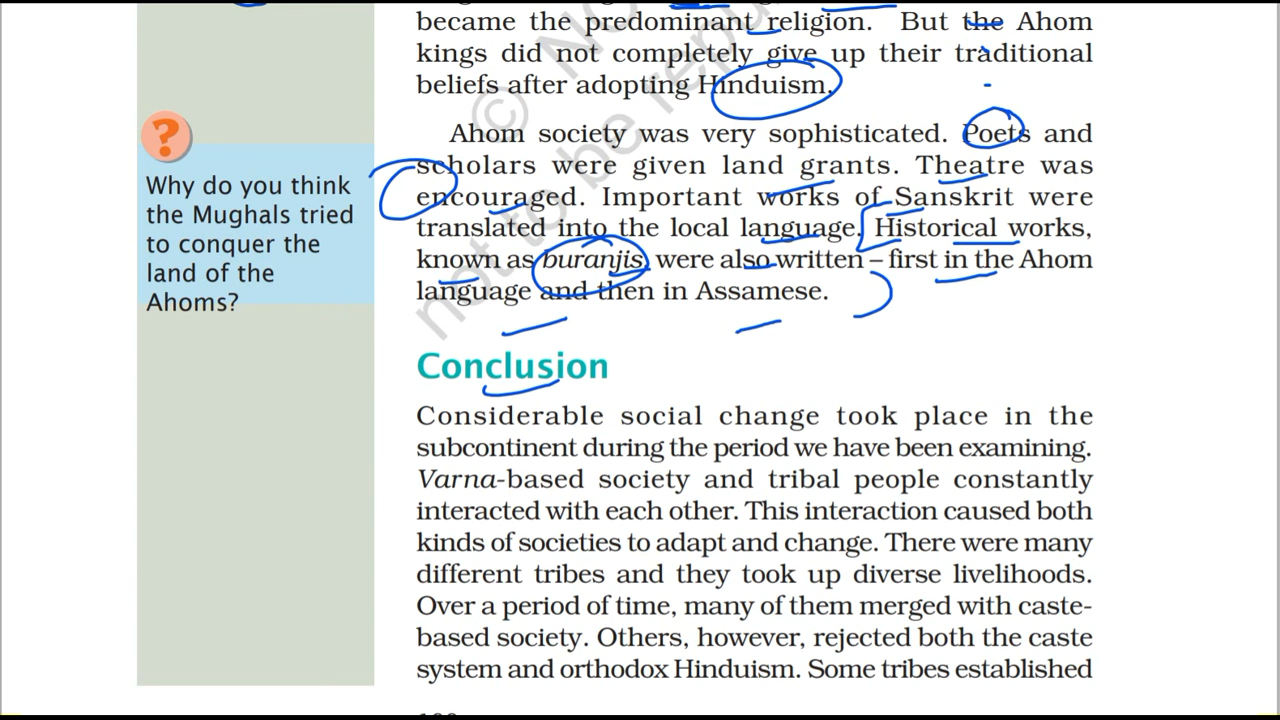 became the predominant religion. But the Ahom
kings did not completely give up their traditional
beliefs after adopting Hinduism.
Ahom society was very sophisticated. Poets and
scholars were given land grants. Theatre was
encouraged. Important works of Sanskrit were
translated into the local language. Historical works,
known as buranjis, were also written – first in the Ahom
language and then in Assamese.
?
Why do you think
the Mughals tried
to conquer the
land of the
Ahoms?
Conclusion
Considerable social change took place in the
subcontinent during the period we have been examining.
Varna-based society and tribal people constantly
interacted with each other. This interaction caused both
kinds of societies to adapt and change. There were many
different tribes and they took up diverse livelihoods.
Over a period of time, many of them merged with caste-
based society. Others, however, rejected both the caste
system and orthodox Hinduism. Some tribes established
© not to be